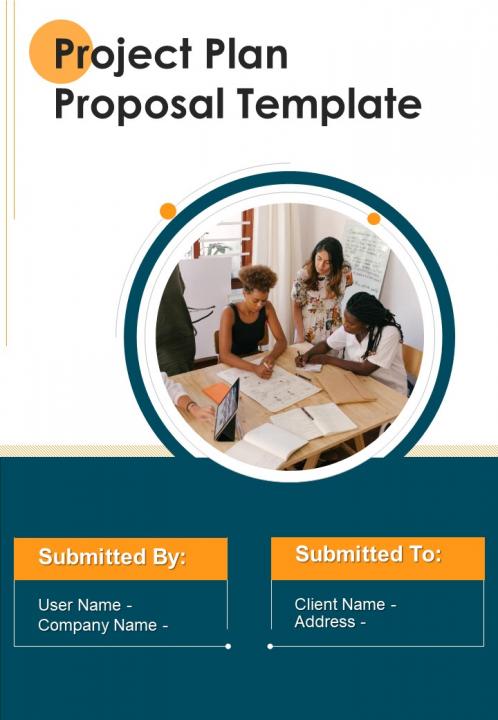 Project Plan
Proposal Template
Submitted By:
User Name -
Company Name -
Submitted To:
Client Name -
Address -